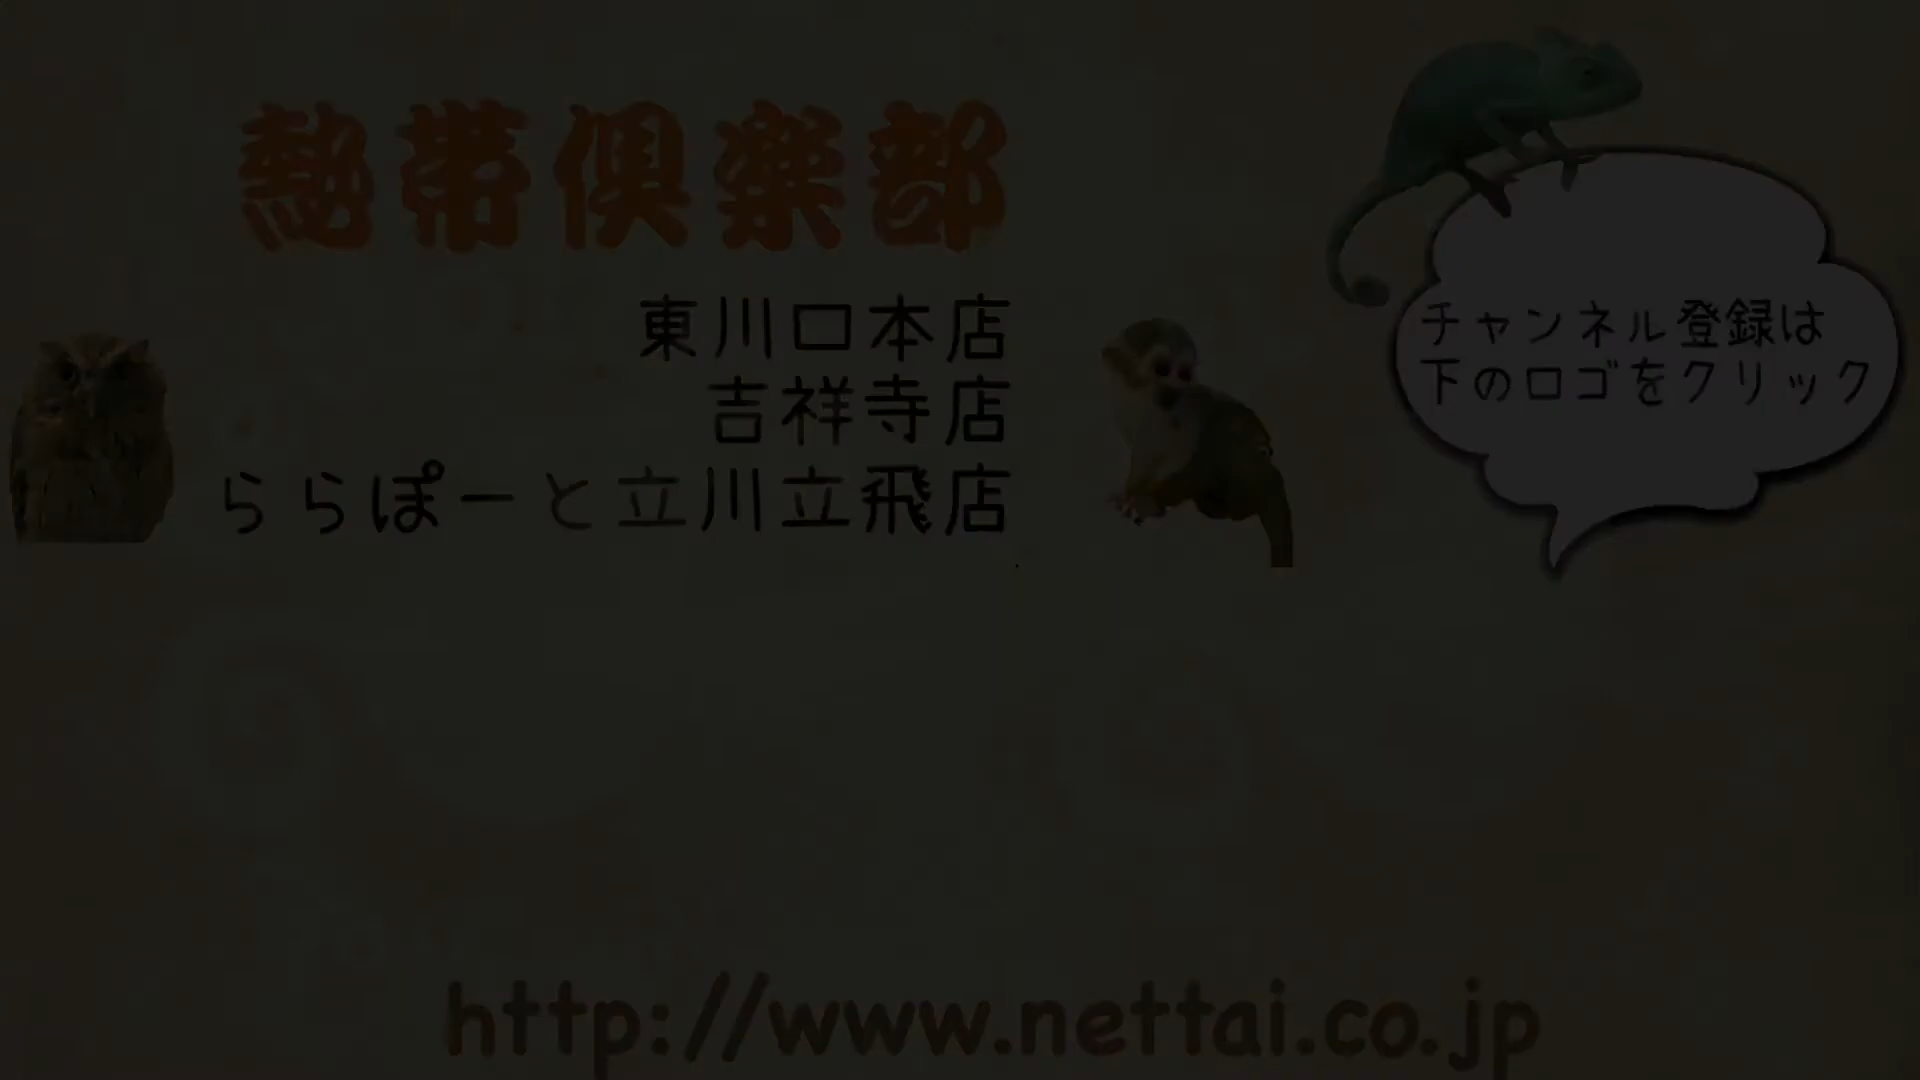 熱帯倶楽部
東川口本店
吉祥寺店
ららぽーと立川立飛店
チャンネル登録は
下のロゴをクリック
http://www.nettai.co.jp